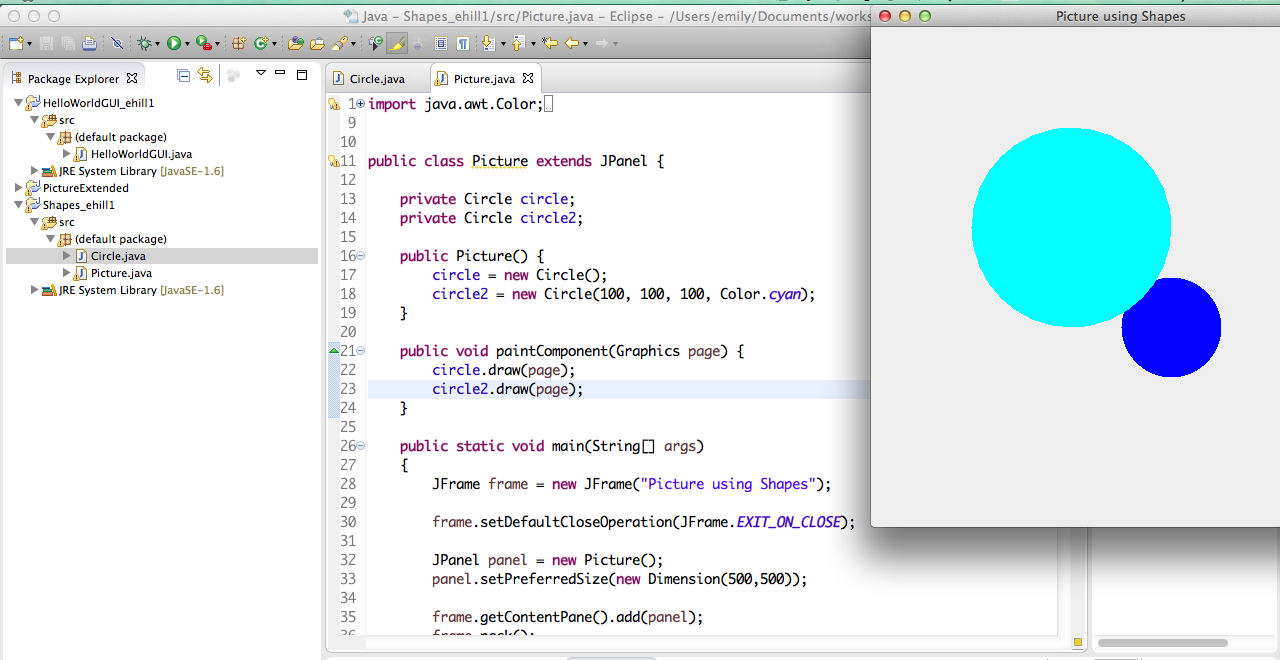 Java – Shapes_ehill1/src/Picture.java – Eclipse – /Users/emily/Documents/works
Picture using Shapes
Package Explorer
Circle.java
Picture.java
HelloWorldGUI_ehill1
src
(default package)
HelloWorldGUI.java
JRE System Library [JavaSE-1.6]
PictureExtended
Shapes_ehill1
src
(default package)
Circle.java
Picture.java
JRE System Library [JavaSE-1.6]
1 import java.awt.Color;
9
10
11 public class Picture extends JPanel {
12
13 private Circle circle;
14 private Circle circle2;
15
16 public Picture() {
17 circle = new Circle();
18 circle2 = new Circle(100, 100, 100, Color.cyan);
19 }
20
21 public void paintComponent(Graphics page) {
22 circle.draw(page);
23 circle2.draw(page);
24 }
25
26 public static void main(String[] args)
27 {
28 JFrame frame = new JFrame("Picture using Shapes");
29
30 frame.setDefaultCloseOperation(JFrame.EXIT_ON_CLOSE);
31
32 JPanel panel = new Picture();
33 panel.setPreferredSize(new Dimension(500,500));
34
35 frame.getContentPane().add(panel);
36 frame.pack();